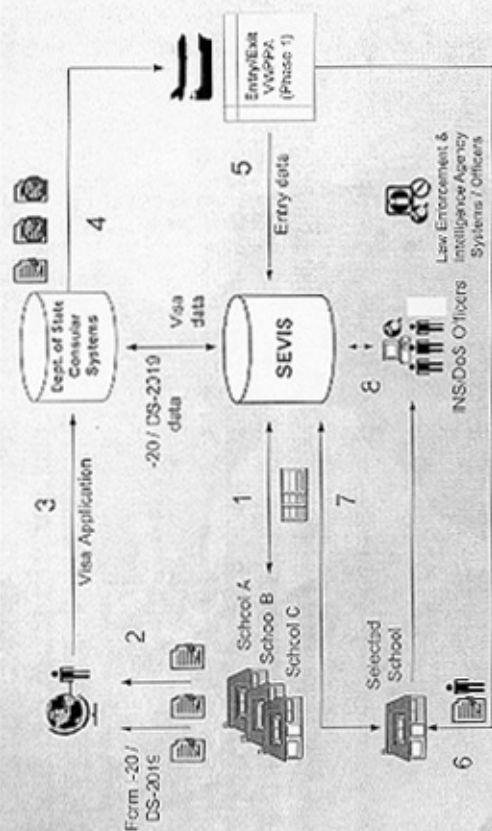 Form I-20 /
DS-2019
2
3
Visa Application
Dept. of State
Consular
Systems
4
School A
School B
School C
1
-20 / DS-2019
data
Visa
data
SEVIS
5
Entry data
Entry/Exit
VWPPA
(Phase 1)
6
Selected
School
7
8
INS/DoS Officers
Law Enforcement &
Intelligence Agency
Systems / Officers